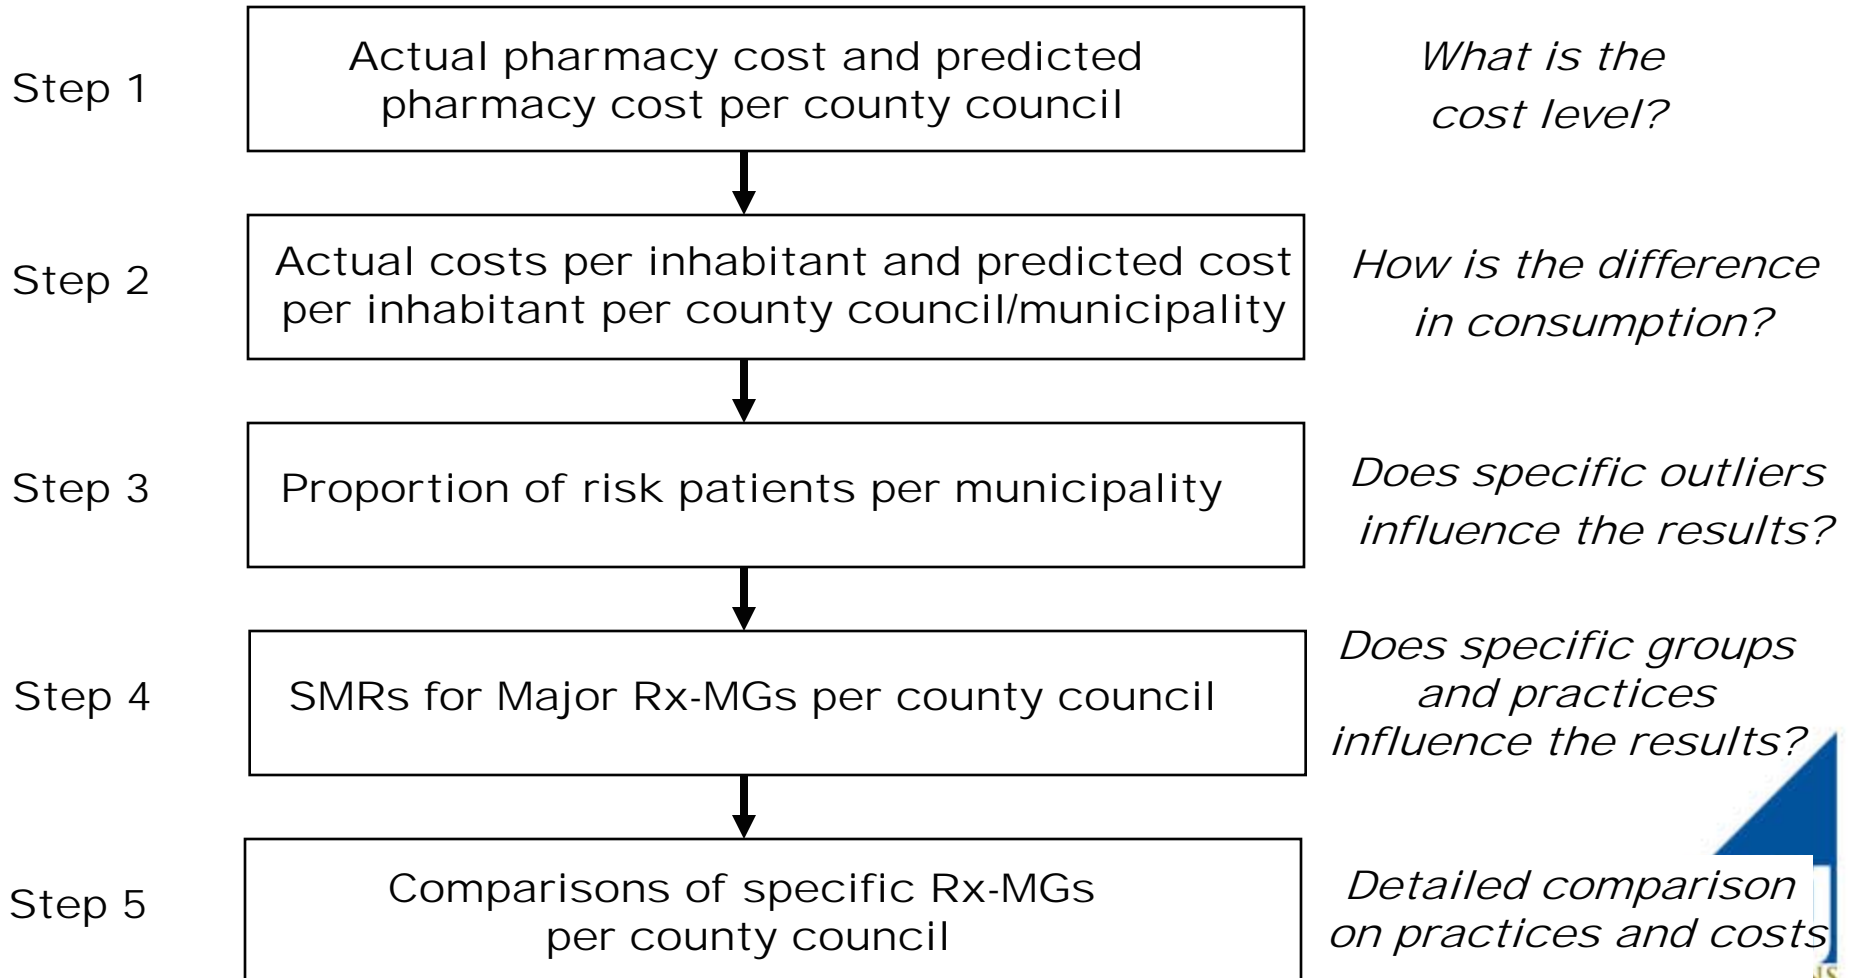 Step 1
Actual pharmacy cost and predicted
pharmacy cost per county council
What is the
cost level?
Step 2
Actual costs per inhabitant and predicted cost
per inhabitant per county council/municipality
How is the difference
in consumption?
Step 3
Proportion of risk patients per municipality
Does specific outliers
influence the results?
Step 4
SMRs for Major Rx-MGs per county council
Does specific groups
and practices
influence the results?
Step 5
Comparisons of specific Rx-MGs
per county council
Detailed comparison
on practices and costs